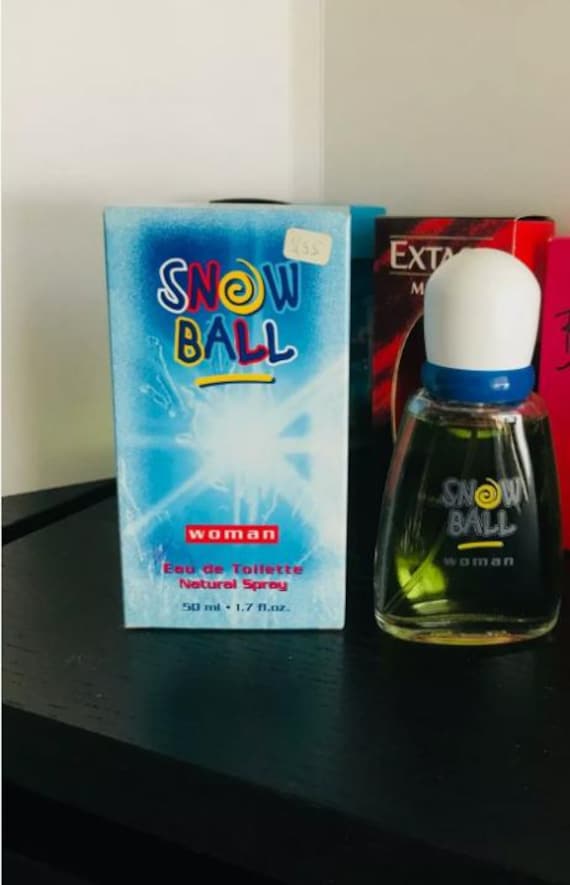 SNOW
BALL
woman
Eau de Toilette
Natural Spray
50 ml • 1.7 fl.oz.
SNOW
BALL
woman